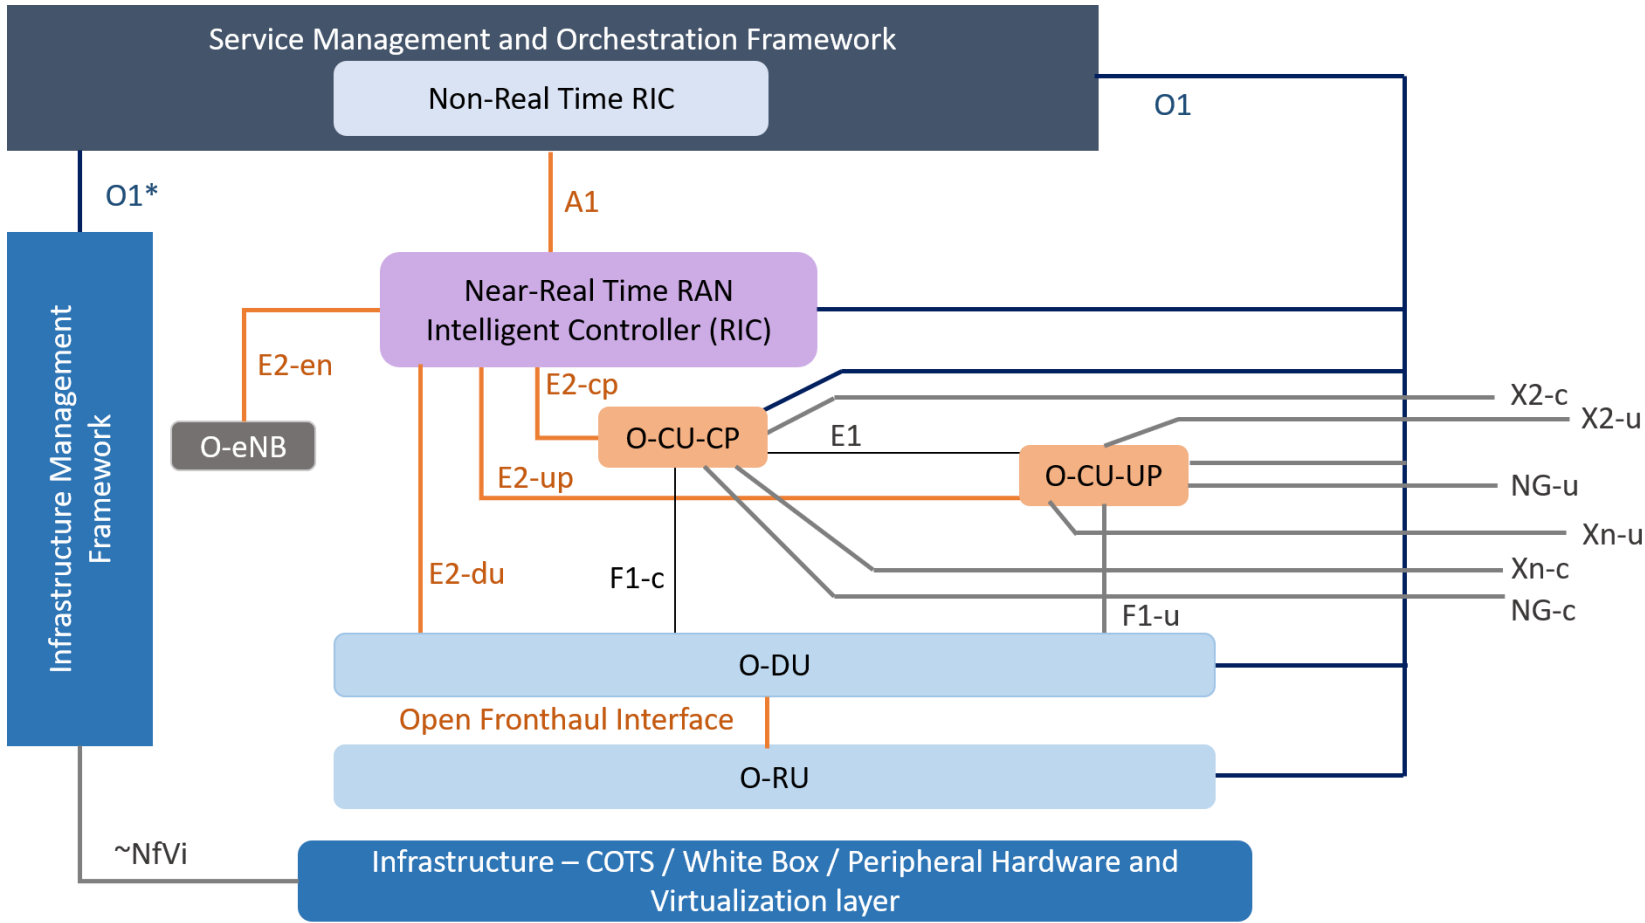 Service Management and Orchestration Framework
Non-Real Time RIC
O1
O1*
A1
Near-Real Time RAN
Intelligent Controller (RIC)
Infrastructure Management
Framework
E2-en
E2-cp
X2-c
X2-u
O-eNB
O-CU-CP
E1
E2-up
O-CU-UP
NG-u
Xn-u
E2-du
F1-c
Xn-c
F1-u
NG-c
O-DU
Open Fronthaul Interface
O-RU
~NfVi
Infrastructure – COTS / White Box / Peripheral Hardware and
Virtualization layer